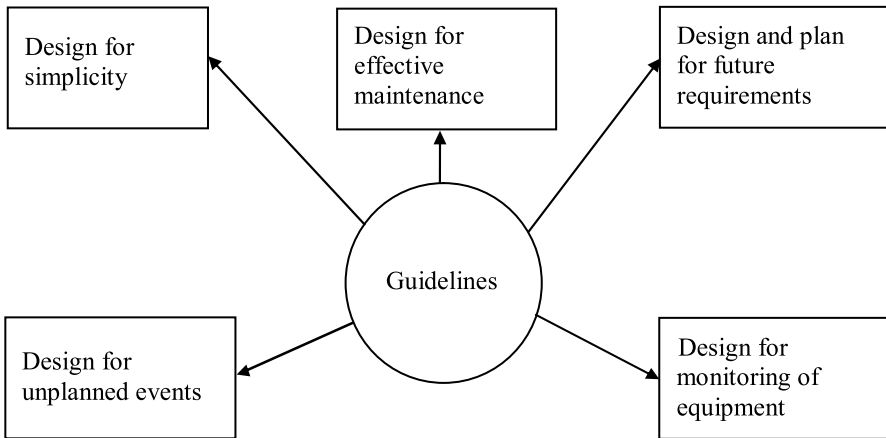 Design for
simplicity
Design for
effective
maintenance
Design and plan
for future
requirements
Guidelines
Design for
unplanned events
Design for
monitoring of
equipment